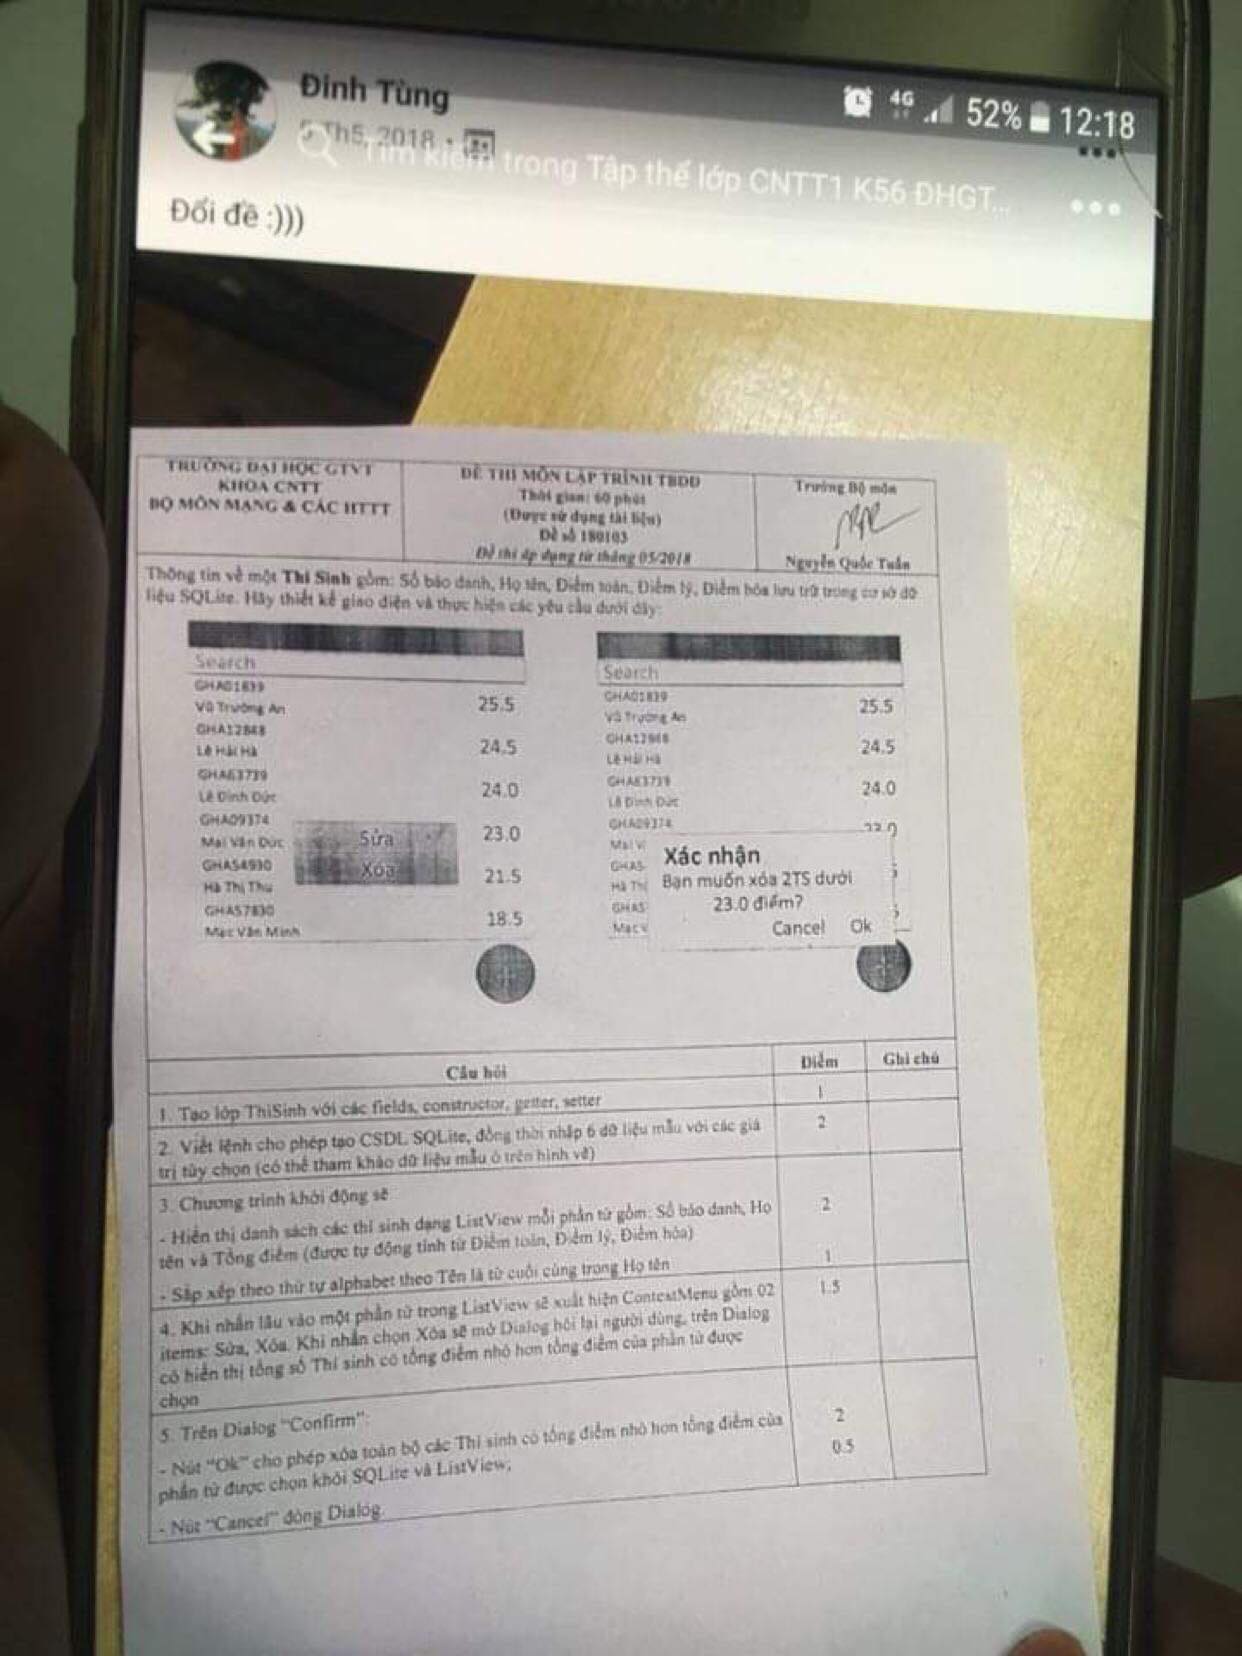 Đinh Tùng
4G 52% 12:18
5 Th5, 2018
Tìm kiếm trong Tập thể lớp CNTT1 K56 ĐHGT...
Đổi đề :)))
TRƯỜNG ĐẠI HỌC GTVT
KHOA CNTT
BỘ MÔN MẠNG & CÁC HTTT
ĐỀ THI MÔN LẬP TRÌNH TBDĐ
Thời gian: 60 phút
(Được sử dụng tài liệu)
Đề số 180103
Đề thi áp dụng từ tháng 05/2018
Trưởng Bộ môn
Nguyễn Quốc Tuấn
Thông tin về một Thí Sinh gồm: Số báo danh, Họ tên, Điểm toán, Điểm lý, Điểm hóa lưu trữ trong cơ sở dữ
liệu SQLite. Hãy thiết kế giao diện và thực hiện các yêu cầu dưới đây:
Search
GHA01839
Vũ Trường An 25.5
GHA12868
Lê Hải Hà 24.5
GHA63739
Lê Đình Đức 24.0
GHA09374
Mai Văn Đức 23.0
GHA54930
Hà Thị Thu 21.5
GHA57830
Mạc Văn Minh 18.5
Sửa
Xóa
Search
GHA01839
Vũ Trường An 25.5
GHA12868
Lê Hải Hà 24.5
GHA63739
Lê Đình Đức 24.0
GHA09374
Mai V 23.0
GHA5
Hà Thị
GHA5
Mạc V
Xác nhận
Bạn muốn xóa 2TS dưới
23.0 điểm?
Cancel Ok
Câu hỏi Điểm Ghi chú
1. Tạo lớp ThiSinh với các fields, constructor, getter, setter 1
2. Viết lệnh cho phép tạo CSDL SQLite, đồng thời nhập 6 dữ liệu mẫu với các giá 2
trị tùy chọn (có thể tham khảo dữ liệu mẫu ở trên hình vẽ)
3. Chương trình khởi động sẽ
- Hiển thị danh sách các thí sinh dạng ListView mỗi phần tử gồm: Số báo danh, Họ 2
tên và Tổng điểm (được tự động tính từ Điểm toán, Điểm lý, Điểm hóa)
- Sắp xếp theo thứ tự alphabet theo Tên là từ cuối cùng trong Họ tên 1
4. Khi nhấn lâu vào một phần tử trong ListView sẽ xuất hiện ContextMenu gồm 02 1.5
items: Sửa, Xóa. Khi nhấn chọn Xóa sẽ mở Dialog hỏi lại người dùng, trên Dialog
có hiển thị tổng số Thí sinh có tổng điểm nhỏ hơn tổng điểm của phần tử được
chọn
5. Trên Dialog "Confirm":
- Nút "Ok" cho phép xóa toàn bộ các Thí sinh có tổng điểm nhỏ hơn tổng điểm của 2
phần tử được chọn khỏi SQLite và ListView; 0.5
- Nút "Cancel" đóng Dialog.